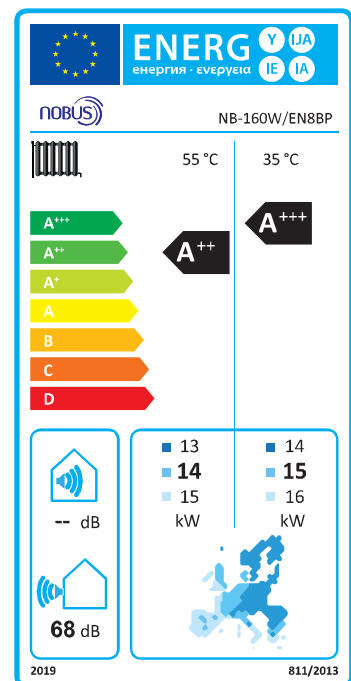 ENERG Y IJA
енергия · ενεργεια IE IA
NOBUS NB-160W/EN8BP
55 °C 35 °C
A+++
A++
A+
A
B
C
D
A++
A+++
-- dB
68 dB
13
14
15
kW
14
15
16
kW
2019 811/2013